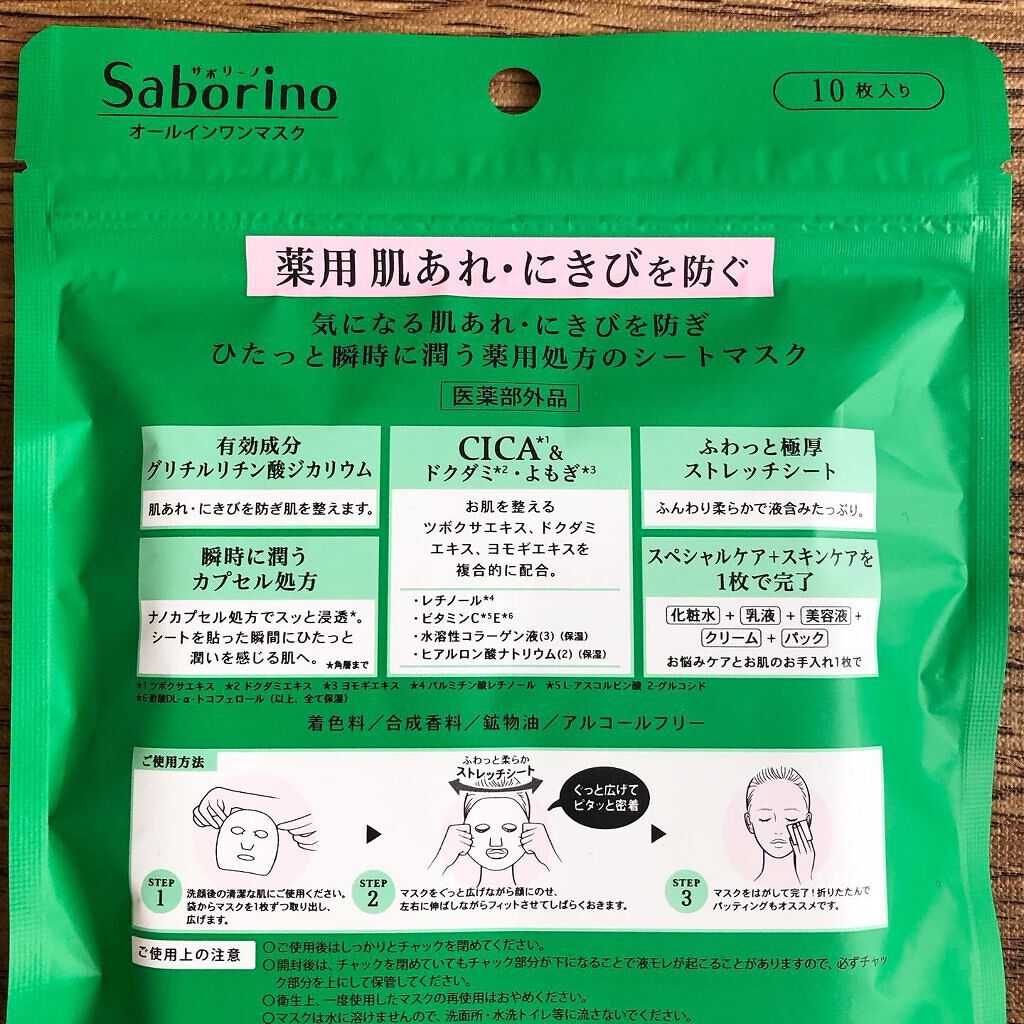 サボリーノ
Saborino
オールインワンマスク
10枚入り
薬用 肌あれ・にきびを防ぐ
気になる肌あれ・にきびを防ぎ
ひたっと瞬時に潤う薬用処方のシートマスク
医薬部外品
有効成分
グリチルリチン酸ジカリウム
肌あれ・にきびを防ぎ肌を整えます。
瞬時に潤う
カプセル処方
ナノカプセル処方でスッと浸透*。
シートを貼った瞬間にひたっと
潤いを感じる肌へ。 *角層まで
CICA*1&
ドクダミ*2・よもぎ*3
お肌を整える
ツボクサエキス、ドクダミ
エキス、ヨモギエキスを
複合的に配合。
・レチノール*4
・ビタミンC*5E*6
・水溶性コラーゲン液(3)(保湿)
・ヒアルロン酸ナトリウム(2)(保湿)
ふわっと極厚
ストレッチシート
ふんわり柔らかで液含みたっぷり。
スペシャルケア+スキンケアを
1枚で完了
化粧水 + 乳液 + 美容液 +
クリーム + パック
お悩みケアとお肌のお手入れ1枚で
*1 ツボクサエキス *2 ドクダミエキス *3 ヨモギエキス *4 パルミチン酸レチノール *5 L-アスコルビン酸 2-グルコシド
*6 酢酸DL-α-トコフェロール(以上、全て保湿)
着色料/合成香料/鉱物油/アルコールフリー
ご使用方法
STEP 1
洗顔後の清潔な肌にご使用ください。
袋からマスクを1枚ずつ取り出し、
広げます。
ふわっと柔らか
ストレッチシート
ぐっと広げて
ピタッと密着
STEP 2
マスクをぐっと広げながら顔にのせ、
左右に伸ばしながらフィットさせてしばらくおきます。
STEP 3
マスクをはがして完了!折りたたんで
パッティングもオススメです。
ご使用上の注意
○ご使用後はしっかりとチャックを閉めてください。
○開封後は、チャックを閉めていてもチャック部分が下になることで液モレが起こることがありますので、必ずチャッ
ク部分を上にして保管してください。
○衛生上、一度使用したマスクの再使用はおやめください。
○マスクは水に溶けませんので、洗面所・水洗トイレ等に流さないでください。